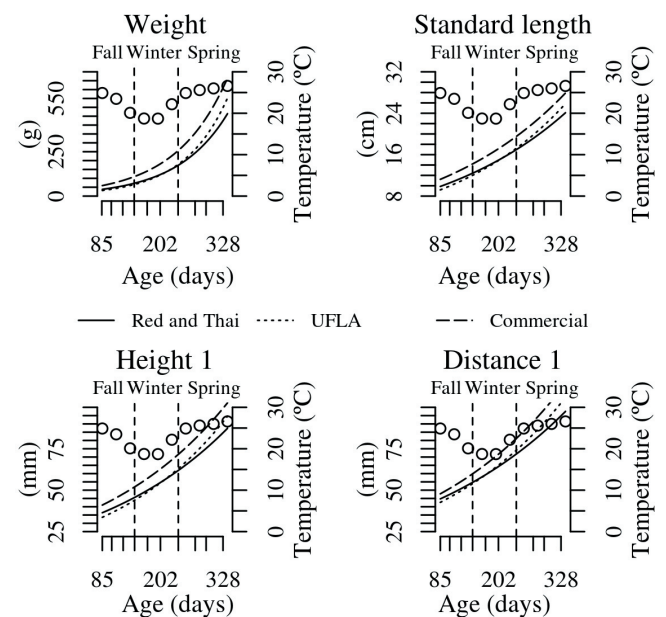 Weight
Fall Winter Spring
0 250 550
(g)
0 10 20 30
Temperature (ºC)
85 202 328
Age (days)
Standard length
Fall Winter Spring
8 16 24 32
(cm)
0 10 20 30
Temperature (ºC)
85 202 328
Age (days)
Red and Thai UFLA Commercial
Height 1
Fall Winter Spring
25 50 75
(mm)
0 10 20 30
Temperature (ºC)
85 202 328
Age (days)
Distance 1
Fall Winter Spring
25 50 75
(mm)
0 10 20 30
Temperature (ºC)
85 202 328
Age (days)